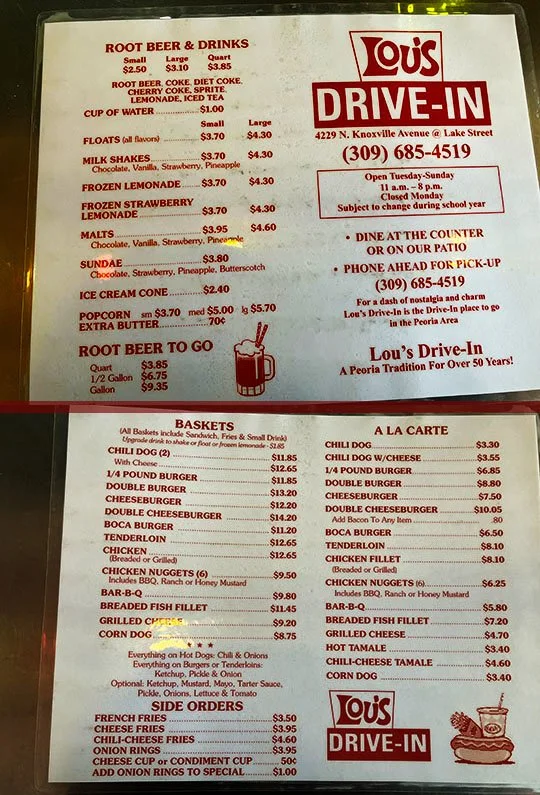 ROOT BEER & DRINKS
Small Large Quart
$2.50 $3.10 $3.85
ROOT BEER, COKE, DIET COKE,
CHERRY COKE, SPRITE,
LEMONADE, ICED TEA
CUP OF WATER $1.00
Small Large
FLOATS (all flavors) $3.70 $4.30
MILK SHAKES $3.70 $4.30
Chocolate, Vanilla, Strawberry, Pineapple
FROZEN LEMONADE $3.70 $4.30
FROZEN STRAWBERRY
LEMONADE $3.70 $4.30
MALTS $3.95 $4.60
Chocolate, Vanilla, Strawberry, Pineapple
SUNDAE $3.80
Chocolate, Strawberry, Pineapple, Butterscotch
ICE CREAM CONE $2.40
POPCORN sm $3.70 med $5.00 lg $5.70
EXTRA BUTTER 70¢
ROOT BEER TO GO
Quart $3.85
1/2 Gallon $6.75
Gallon $9.35
LOU'S
DRIVE-IN
4229 N. Knoxville Avenue @ Lake Street
(309) 685-4519
Open Tuesday-Sunday
11 a.m. – 8 p.m.
Closed Monday
Subject to change during school year
• DINE AT THE COUNTER
OR ON OUR PATIO
• PHONE AHEAD FOR PICK-UP
(309) 685-4519
For a dash of nostalgia and charm
Lou's Drive-In is the Drive-In place to go
in the Peoria Area
Lou's Drive-In
A Peoria Tradition For Over 50 Years!
BASKETS
(All Baskets include Sandwich, Fries & Small Drink)
Upgrade drink to shake or float or frozen lemonade - $1.85
CHILI DOG (2) $11.85
With Cheese $12.65
1/4 POUND BURGER $11.85
DOUBLE BURGER $13.20
CHEESEBURGER $12.20
DOUBLE CHEESEBURGER $14.20
BOCA BURGER $11.20
TENDERLOIN $12.65
CHICKEN $12.65
(Breaded or Grilled)
CHICKEN NUGGETS (6) $9.50
Includes BBQ, Ranch or Honey Mustard
BAR-B-Q $9.80
BREADED FISH FILLET $11.45
GRILLED CHEESE $9.20
CORN DOG $8.75
★ ★ ★
Everything on Hot Dogs: Chili & Onions
Everything on Burgers or Tenderloins:
Ketchup, Pickle & Onion
Optional: Ketchup, Mustard, Mayo, Tarter Sauce,
Pickle, Onions, Lettuce & Tomato
SIDE ORDERS
FRENCH FRIES $3.50
CHEESE FRIES $3.95
CHILI-CHEESE FRIES $4.60
ONION RINGS $3.95
CHEESE CUP or CONDIMENT CUP 50¢
ADD ONION RINGS TO SPECIAL $1.00
A LA CARTE
CHILI DOG $3.30
CHILI DOG W/CHEESE $3.55
1/4 POUND BURGER $6.85
DOUBLE BURGER $8.80
CHEESEBURGER $7.50
DOUBLE CHEESEBURGER $10.05
Add Bacon To Any Item .80
BOCA BURGER $6.50
TENDERLOIN $8.10
CHICKEN FILLET $8.10
(Breaded or Grilled)
CHICKEN NUGGETS (6) $6.25
Includes BBQ, Ranch or Honey Mustard
BAR-B-Q $5.80
BREADED FISH FILLET $7.20
GRILLED CHEESE $4.70
HOT TAMALE $3.40
CHILI-CHEESE TAMALE $4.60
CORN DOG $3.40
LOU'S
DRIVE-IN